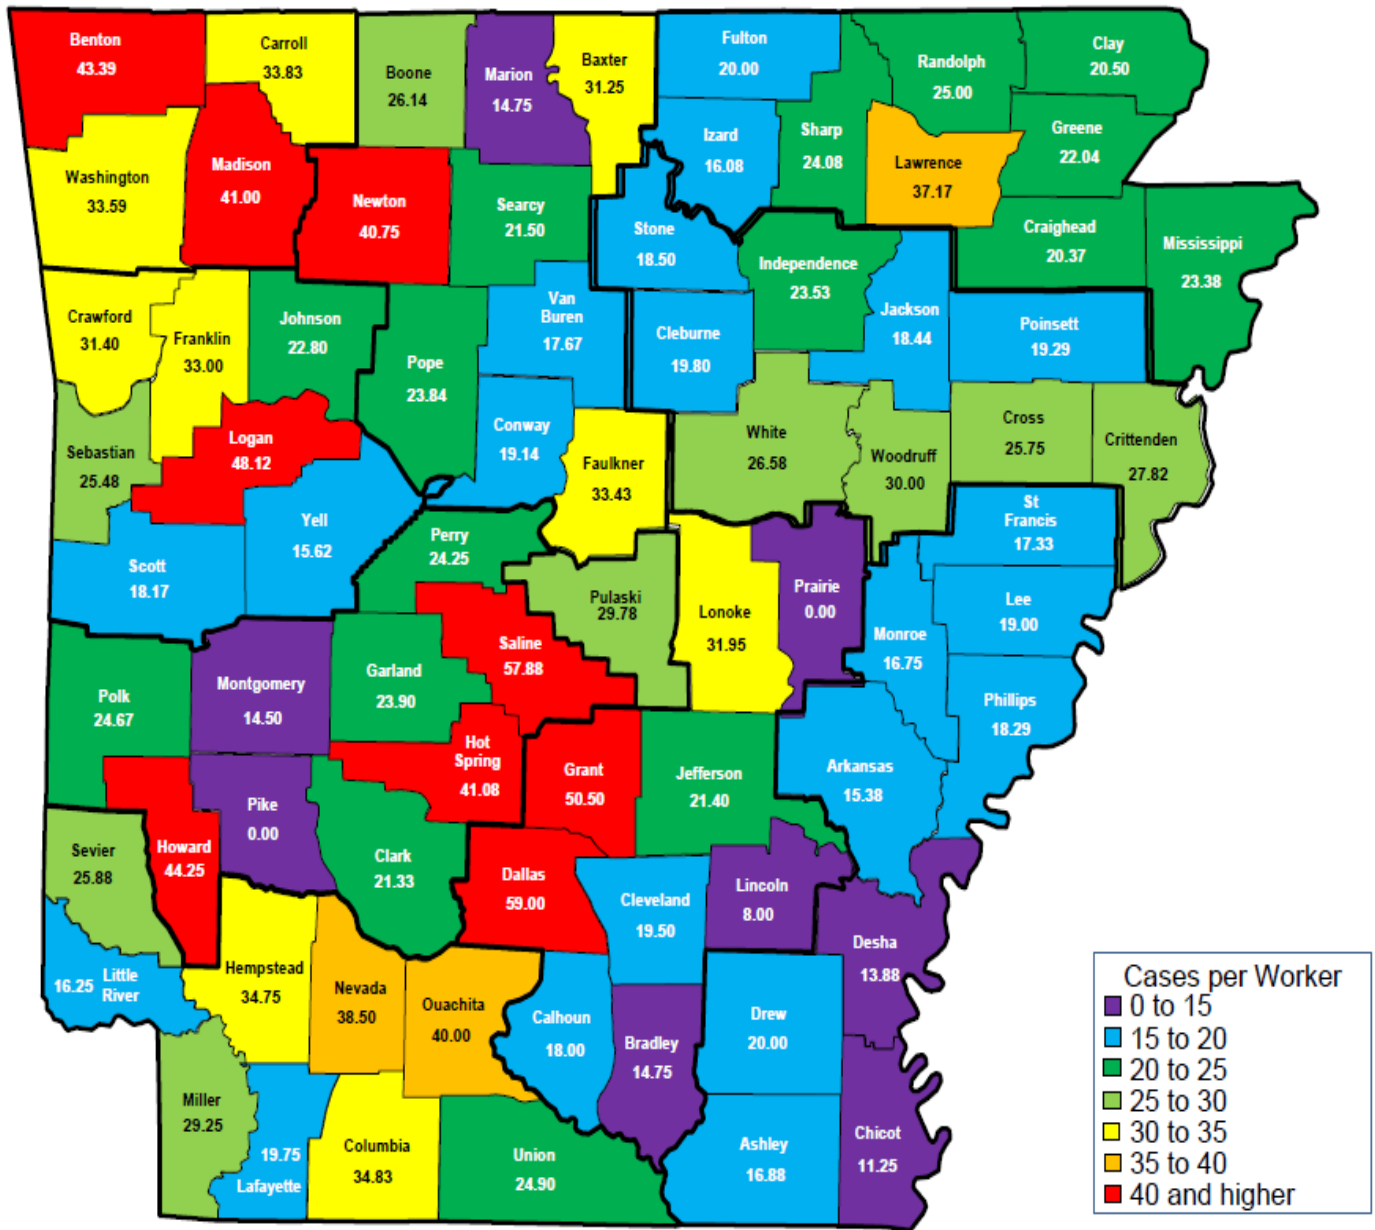 Benton
43.39
Carroll
33.83
Boone
26.14
Marion
14.75
Baxter
31.25
Fulton
20.00
Randolph
25.00
Clay
20.50
Washington
33.59
Madison
41.00
Newton
40.75
Searcy
21.50
Izard
16.08
Sharp
24.08
Lawrence
37.17
Greene
22.04
Stone
18.50
Independence
23.53
Craighead
20.37
Mississippi
23.38
Crawford
31.40
Franklin
33.00
Johnson
22.80
Pope
23.84
Van
Buren
17.67
Cleburne
19.80
Jackson
18.44
Poinsett
19.29
Sebastian
25.48
Logan
48.12
Conway
19.14
Faulkner
33.43
White
26.58
Woodruff
30.00
Cross
25.75
Crittenden
27.82
Scott
18.17
Yell
15.62
Perry
24.25
Pulaski
29.78
Lonoke
31.95
Prairie
0.00
St
Francis
17.33
Lee
19.00
Monroe
16.75
Phillips
18.29
Polk
24.67
Montgomery
14.50
Garland
23.90
Saline
57.88
Hot
Spring
41.08
Grant
50.50
Jefferson
21.40
Arkansas
15.38
Sevier
25.88
Howard
44.25
Pike
0.00
Clark
21.33
Dallas
59.00
Cleveland
19.50
Lincoln
8.00
Desha
13.88
16.25 Little
River
Hempstead
34.75
Nevada
38.50
Ouachita
40.00
Calhoun
18.00
Bradley
14.75
Drew
20.00
Miller
29.25
19.75
Lafayette
Columbia
34.83
Union
24.90
Ashley
16.88
Chicot
11.25
Cases per Worker
0 to 15
15 to 20
20 to 25
25 to 30
30 to 35
35 to 40
40 and higher